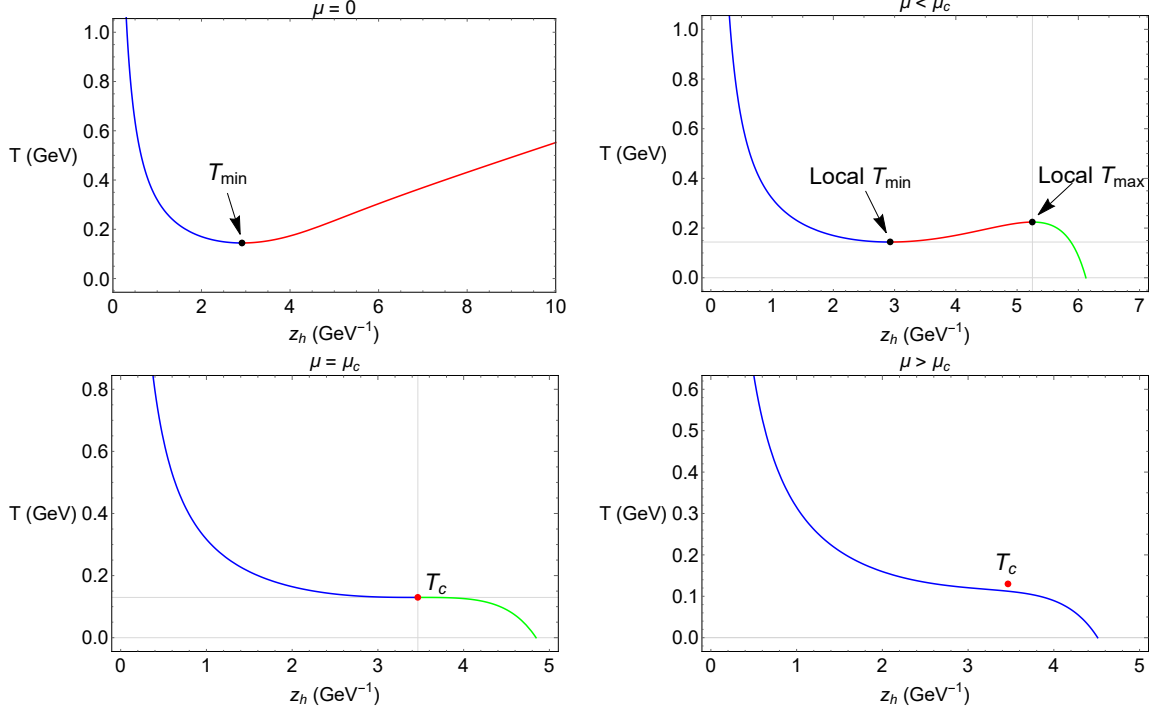 μ = 0
1.0
0.8
0.6
0.4
0.2
0.0
T (GeV)
T_min
0 2 4 6 8 10
z_h (GeV⁻¹)
μ < μ_c
1.0
0.8
0.6
0.4
0.2
0.0
T (GeV)
Local T_min
Local T_max
0 1 2 3 4 5 6 7
z_h (GeV⁻¹)
μ = μ_c
0.8
0.6
0.4
0.2
0.0
T (GeV)
T_c
0 1 2 3 4 5
z_h (GeV⁻¹)
μ > μ_c
0.6
0.5
0.4
0.3
0.2
0.1
0.0
T (GeV)
T_c
0 1 2 3 4 5
z_h (GeV⁻¹)